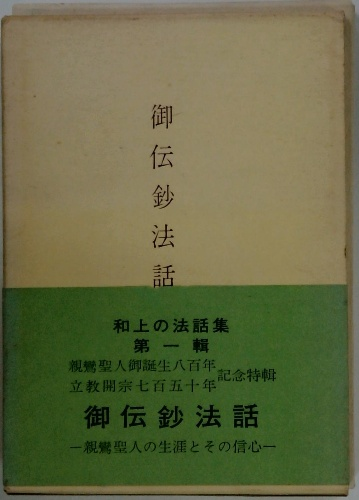 御伝鈔法話
和上の法話集
第一輯
親鸞聖人御誕生八百年
立教開宗七百五十年
記念特輯
御伝鈔法話
―親鸞聖人の生涯とその信心―